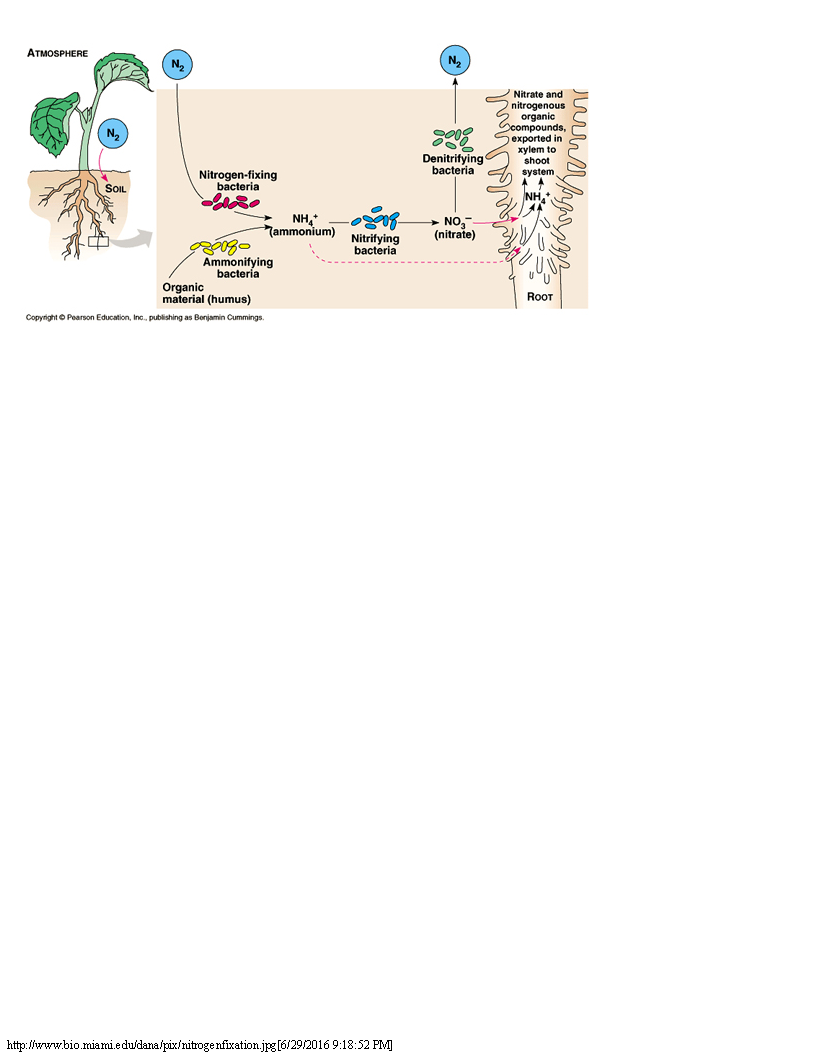 ATMOSPHERE
N2
N2
N2
SOIL
Nitrogen-fixing
bacteria
Ammonifying
bacteria
Organic
material (humus)
NH4+
(ammonium)
Nitrifying
bacteria
NO3–
(nitrate)
Denitrifying
bacteria
Nitrate and
nitrogenous
organic
compounds,
exported in
xylem to
shoot
system
NH4+
ROOT
Copyright © Pearson Education, Inc., publishing as Benjamin Cummings.
http://www.bio.miami.edu/dana/pix/nitrogenfixation.jpg[6/29/2016 9:18:52 PM]